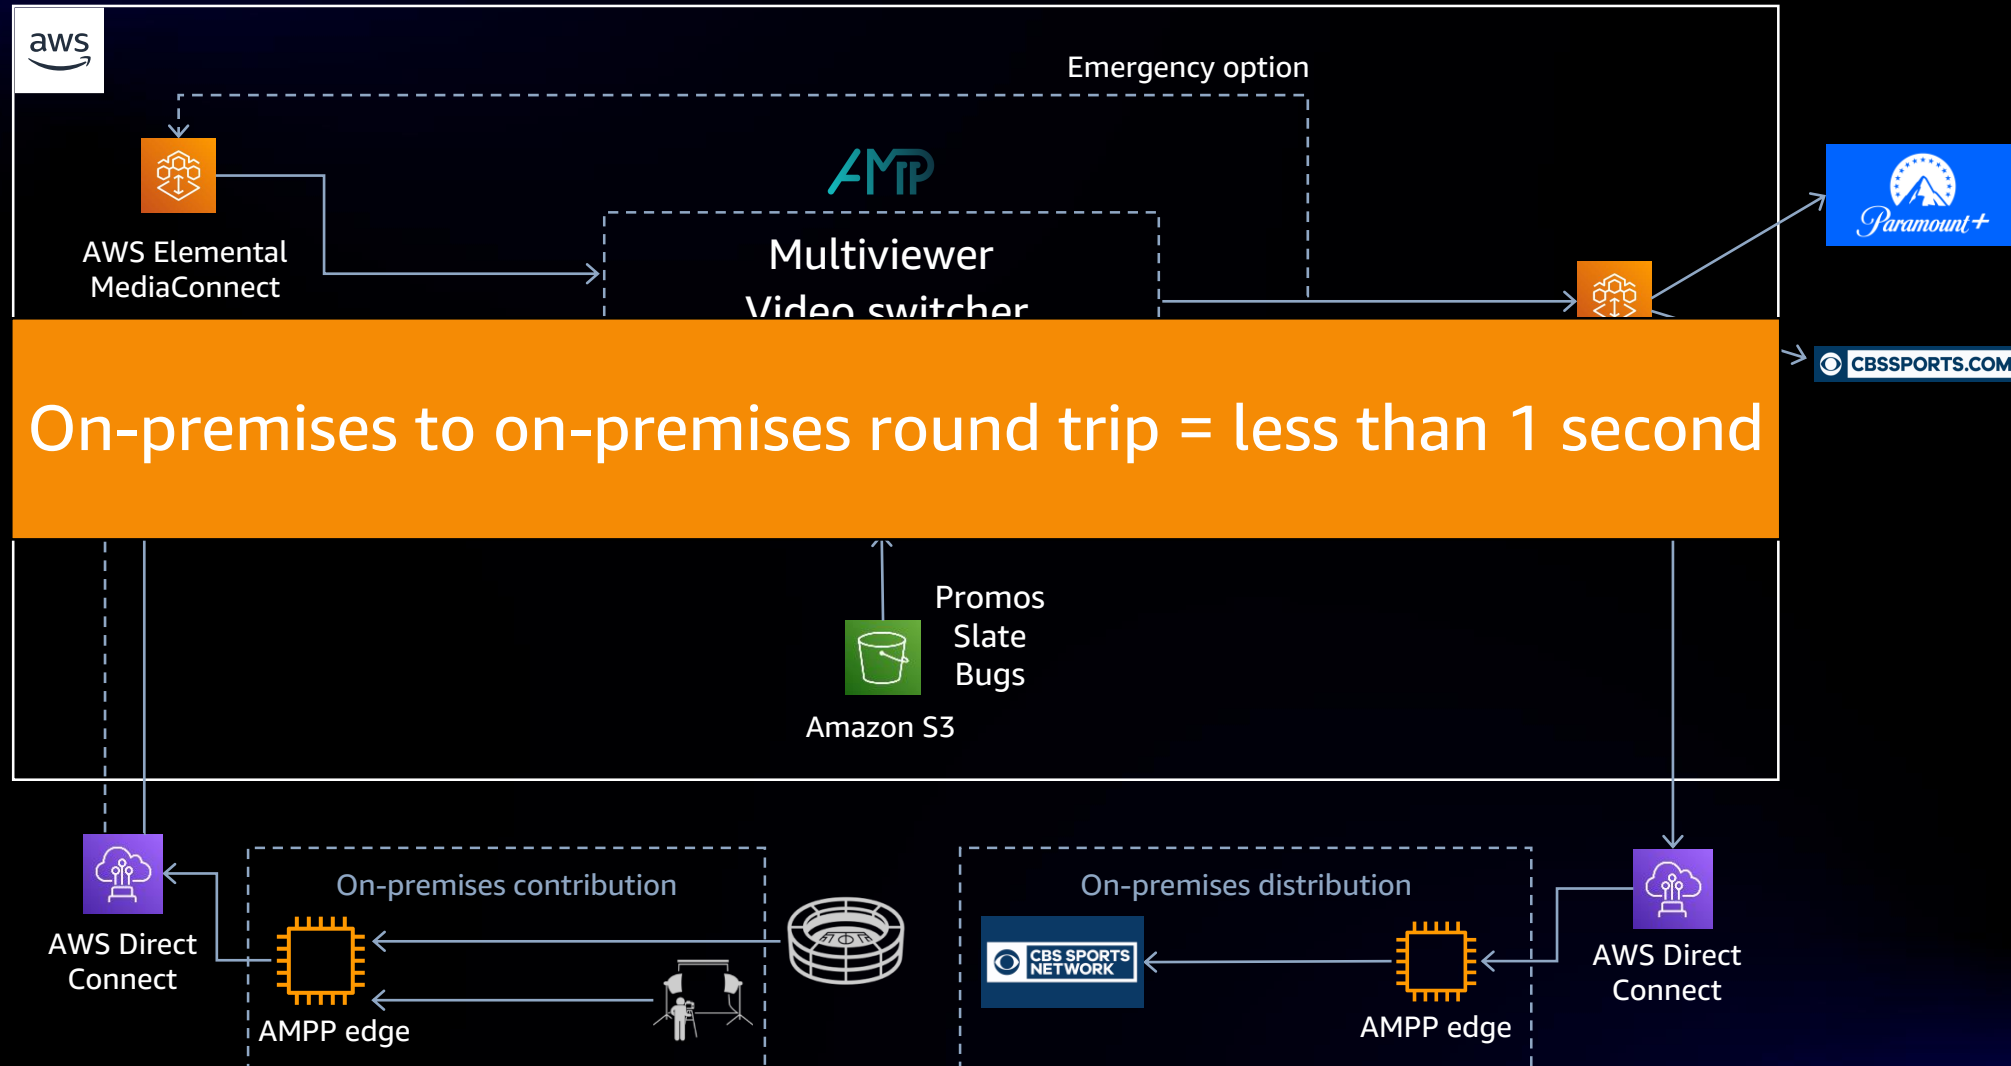 aws
Emergency option
AMPP
AWS Elemental
MediaConnect
Multiviewer
Video switcher
Paramount+
CBSSPORTS.COM
On-premises to on-premises round trip = less than 1 second
Promos
Slate
Bugs
Amazon S3
AWS Direct
Connect
On-premises contribution
AMPP edge
On-premises distribution
CBS SPORTS
NETWORK
AMPP edge
AWS Direct
Connect